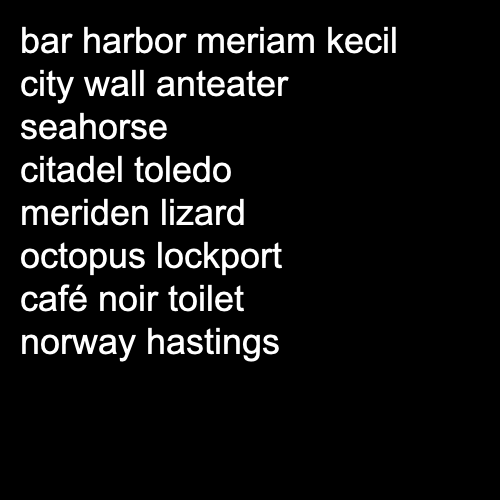 bar harbor meriam kecil
city wall anteater
seahorse
citadel toledo
meriden lizard
octopus lockport
café noir toilet
norway hastings